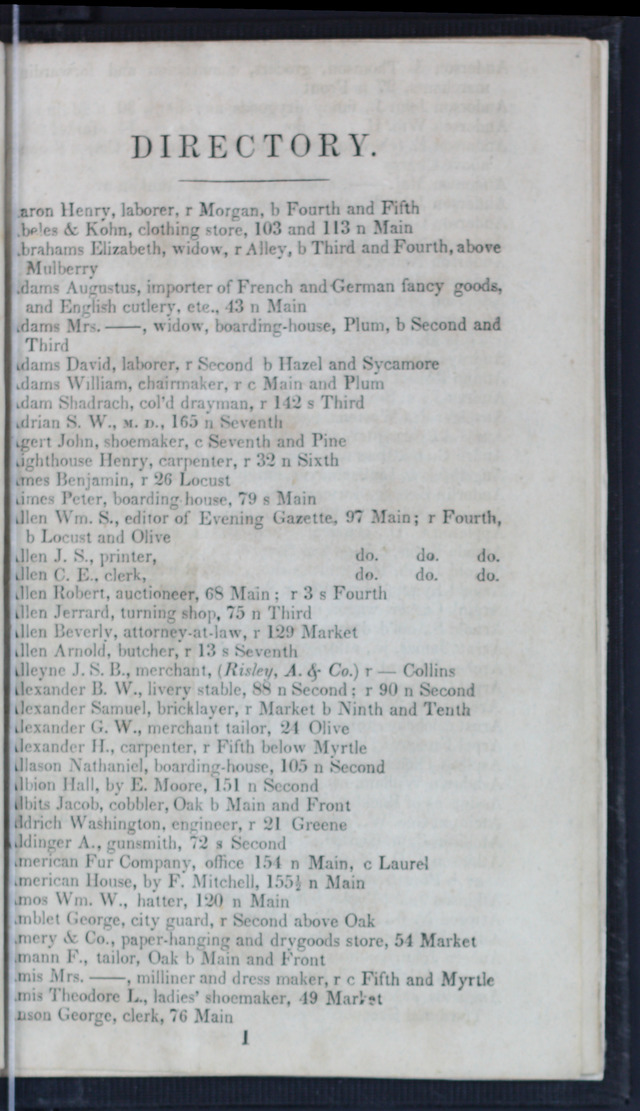 DIRECTORY.
aron Henry, laborer, r Morgan, b Fourth and Fifth
beles & Kohn, clothing store, 103 and 113 n Main
brahams Elizabeth, widow, r Alley, b Third and Fourth, above
Mulberry
dams Augustus, importer of French and German fancy goods,
and English cutlery, etc., 43 n Main
dams Mrs. ——, widow, boarding-house, Plum, b Second and
Third
dams David, laborer, r Second b Hazel and Sycamore
dams William, chairmaker, r c Main and Plum
dam Shadrach, col'd drayman, r 142 s Third
drian S. W., M. D., 165 n Seventh
gert John, shoemaker, c Seventh and Pine
ighthouse Henry, carpenter, r 32 n Sixth
mes Benjamin, r 26 Locust
imes Peter, boarding-house, 79 s Main
llen Wm. S., editor of Evening Gazette, 97 Main; r Fourth,
b Locust and Olive
llen J. S., printer, do. do. do.
llen C. E., clerk, do. do. do.
llen Robert, auctioneer, 68 Main; r 3 s Fourth
llen Jerrard, turning shop, 75 n Third
llen Beverly, attorney-at-law, r 129 Market
llen Arnold, butcher, r 13 s Seventh
lleyne J. S. B., merchant, (Risley, A. & Co.) r — Collins
lexander B. W., livery stable, 88 n Second; r 90 n Second
lexander Samuel, bricklayer, r Market b Ninth and Tenth
lexander G. W., merchant tailor, 24 Olive
lexander H., carpenter, r Fifth below Myrtle
llason Nathaniel, boarding-house, 105 n Second
lbion Hall, by E. Moore, 151 n Second
lbits Jacob, cobbler, Oak b Main and Front
ldrich Washington, engineer, r 21 Greene
ldinger A., gunsmith, 72 s Second
merican Fur Company, office 154 n Main, c Laurel
merican House, by F. Mitchell, 155½ n Main
mos Wm. W., hatter, 120 n Main
mblet George, city guard, r Second above Oak
mery & Co., paper-hanging and drygoods store, 54 Market
mann F., tailor, Oak b Main and Front
mis Mrs. ——, milliner and dress maker, r c Fifth and Myrtle
mis Theodore L., ladies' shoemaker, 49 Market
nson George, clerk, 76 Main
1